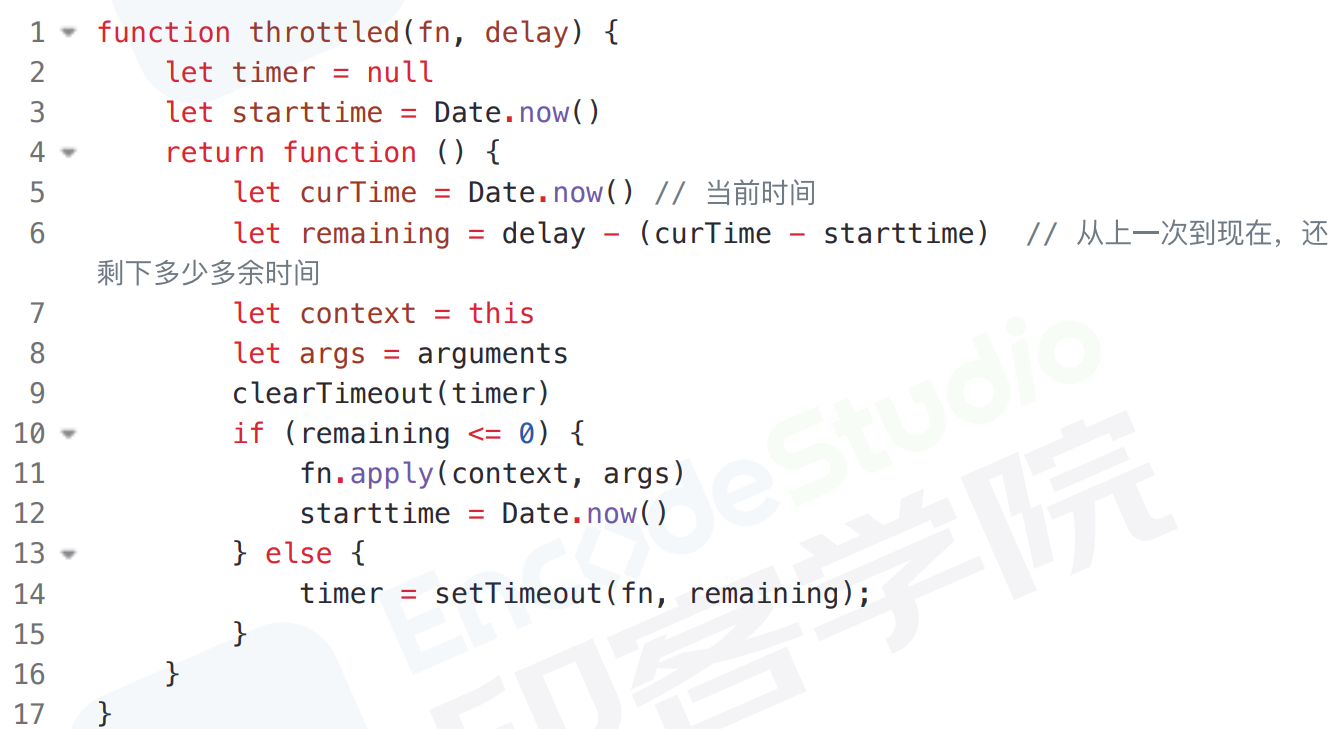 1 function throttled(fn, delay) {
2     let timer = null
3     let starttime = Date.now()
4     return function () {
5         let curTime = Date.now() // 当前时间
6         let remaining = delay - (curTime - starttime)  // 从上一次到现在，还
剩下多少多余时间
7         let context = this
8         let args = arguments
9         clearTimeout(timer)
10         if (remaining <= 0) {
11             fn.apply(context, args)
12             starttime = Date.now()
13         } else {
14             timer = setTimeout(fn, remaining);
15         }
16     }
17 }
EncodeStudio
印客学院